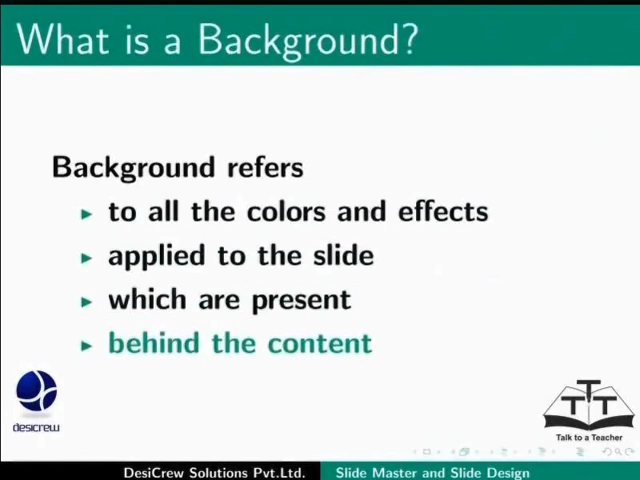 What is a Background?
Background refers
▸ to all the colors and effects
▸ applied to the slide
▸ which are present
▸ behind the content
desicrew
TTT
Talk to a Teacher
DesiCrew Solutions Pvt.Ltd. Slide Master and Slide Design